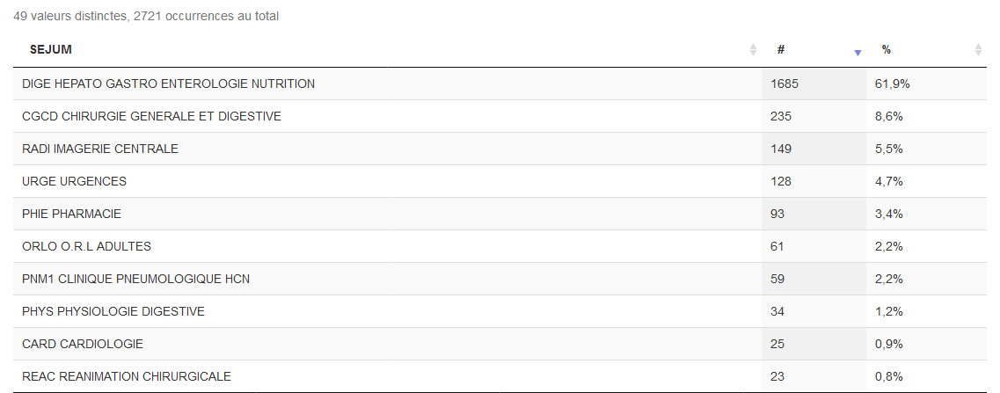 49 valeurs distinctes, 2721 occurrences au total
SEJUM # %
DIGE HEPATO GASTRO ENTEROLOGIE NUTRITION 1685 61,9%
CGCD CHIRURGIE GENERALE ET DIGESTIVE 235 8,6%
RADI IMAGERIE CENTRALE 149 5,5%
URGE URGENCES 128 4,7%
PHIE PHARMACIE 93 3,4%
ORLO O.R.L ADULTES 61 2,2%
PNM1 CLINIQUE PNEUMOLOGIQUE HCN 59 2,2%
PHYS PHYSIOLOGIE DIGESTIVE 34 1,2%
CARD CARDIOLOGIE 25 0,9%
REAC REANIMATION CHIRURGICALE 23 0,8%